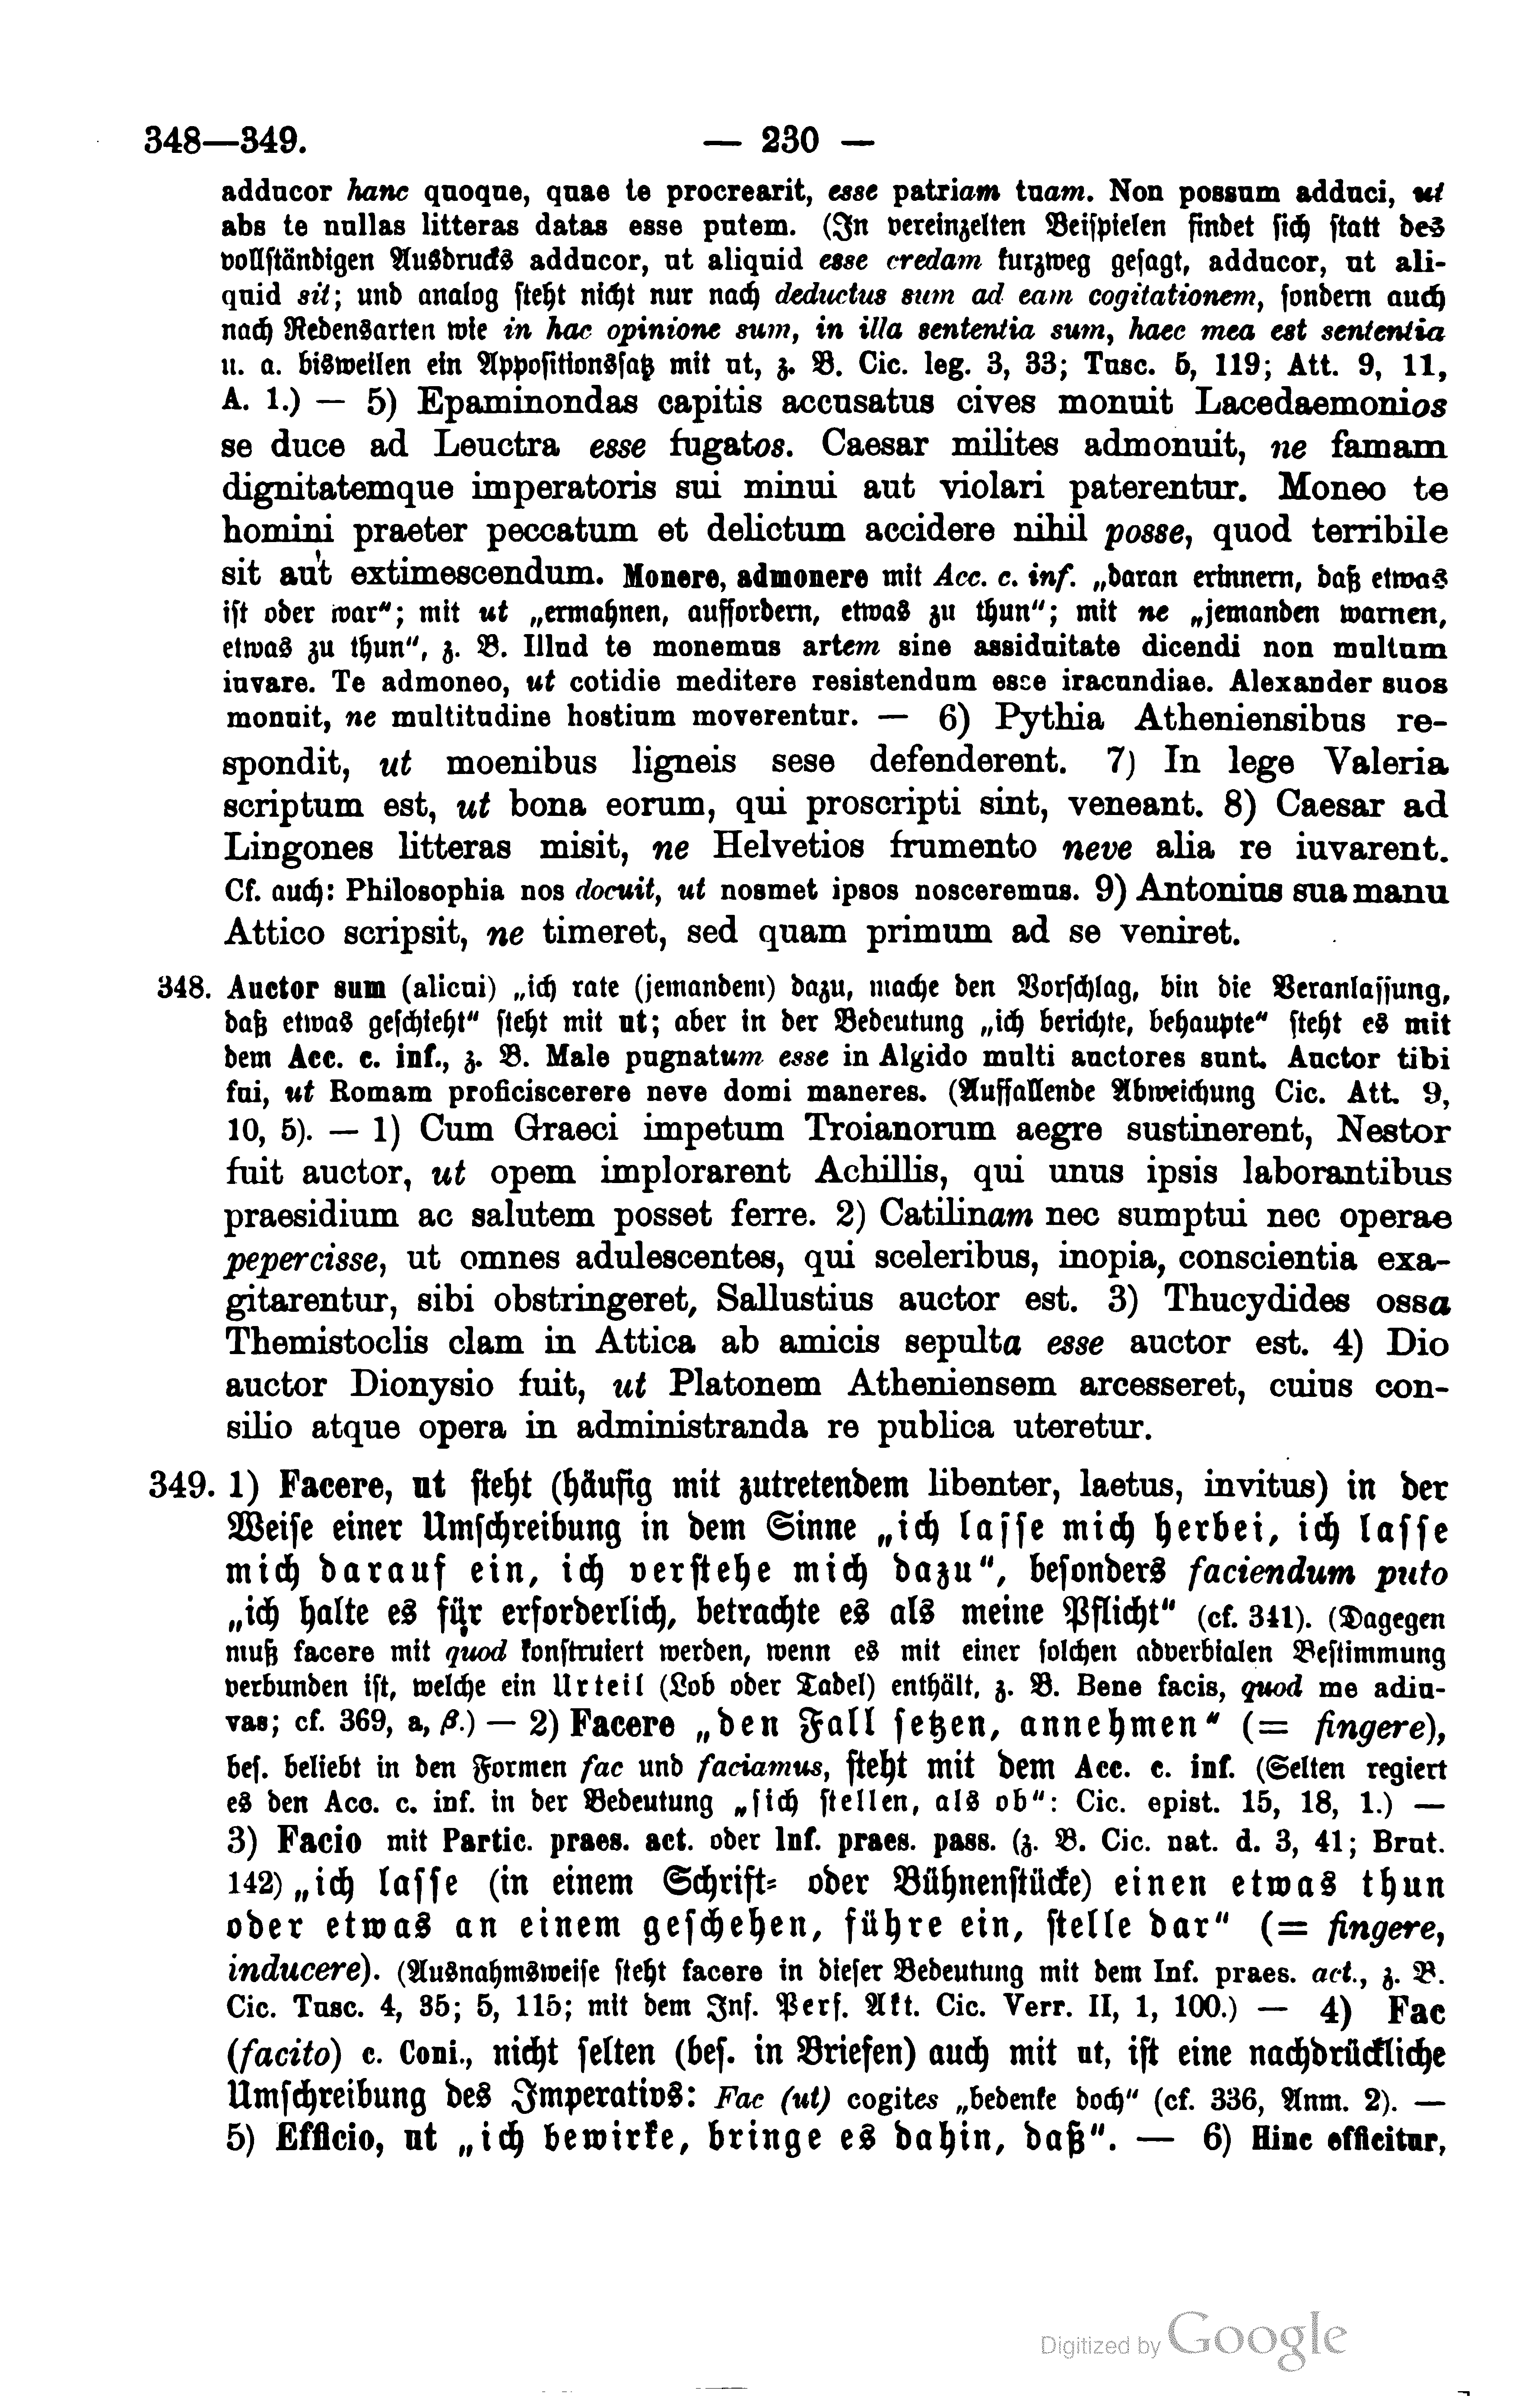 348—349.
— 230 —
adducor hanc quoque, quae te procrearit, esse patriam tuam. Non possum adduci, ut
abs te nullas litteras datas esse putem. (In vereinzelten Beispielen findet sich statt des
vollständigen Ausdrucks adducor, ut aliquid esse credam kurzweg gesagt, adducor, ut ali-
quid sit; und analog steht nicht nur nach deductus sum ad eam cogitationem, sondern auch
nach Redensarten wie in hac opinione sum, in illa sententia sum, haec mea est sententia
u. a. bisweilen ein Appositionssatz mit ut, z. B. Cic. leg. 3, 33; Tusc. 5, 119; Att. 9, 11,
A. 1.) — 5) Epaminondas capitis accusatus cives monuit Lacedaemonios
se duce ad Leuctra esse fugatos. Caesar milites admonuit, ne famam
dignitatemque imperatoris sui minui aut violari paterentur. Moneo te
homini praeter peccatum et delictum accidere nihil posse, quod terribile
sit aut extimescendum. Monere, admonere mit Acc. c. inf. „daran erinnern, daß etwas
ist oder war“; mit ut „ermahnen, auffordern, etwas zu thun“; mit ne „jemanden warnen,
etwas zu thun“, z. B. Illud te monemus artem sine assiduitate dicendi non multum
iuvare. Te admoneo, ut cotidie meditere resistendum esse iracundiae. Alexander suos
monuit, ne multitudine hostium moverentur. — 6) Pythia Atheniensibus re-
spondit, ut moenibus ligneis sese defenderent. 7) In lege Valeria
scriptum est, ut bona eorum, qui proscripti sint, veneant. 8) Caesar ad
Lingones litteras misit, ne Helvetios frumento neve alia re iuvarent.
Cf. auch: Philosophia nos docuit, ut nosmet ipsos nosceremus. 9) Antonius sua manu
Attico scripsit, ne timeret, sed quam primum ad se veniret.
348. Auctor sum (alicui) „ich rate (jemandem) dazu, mache den Vorschlag, bin die Veranlassung,
daß etwas geschieht“ steht mit ut; aber in der Bedeutung „ich berichte, behaupte“ steht es mit
dem Acc. c. inf., z. B. Male pugnatum esse in Algido multi auctores sunt. Auctor tibi
fui, ut Romam proficiscerere neve domi maneres. (Auffallende Abweichung Cic. Att. 9,
10, 5). — 1) Cum Graeci impetum Troianorum aegre sustinerent, Nestor
fuit auctor, ut opem implorarent Achillis, qui unus ipsis laborantibus
praesidium ac salutem posset ferre. 2) Catilinam nec sumptui nec operae
pepercisse, ut omnes adulescentes, qui sceleribus, inopia, conscientia exa-
gitarentur, sibi obstringeret, Sallustius auctor est. 3) Thucydides ossa
Themistoclis clam in Attica ab amicis sepulta esse auctor est. 4) Dio
auctor Dionysio fuit, ut Platonem Atheniensem arcesseret, cuius con-
silio atque opera in administranda re publica uteretur.
349. 1) Facere, ut steht (häufig mit zutretendem libenter, laetus, invitus) in der
Weise einer Umschreibung in dem Sinne „ich lasse mich herbei, ich lasse
mich darauf ein, ich verstehe mich dazu“, besonders faciendum puto
„ich halte es für erforderlich, betrachte es als meine Pflicht“ (cf. 341). (Dagegen
muß facere mit quod konstruiert werden, wenn es mit einer solchen adverbialen Bestimmung
verbunden ist, welche ein Urteil (Lob oder Tadel) enthält, z. B. Bene facis, quod me adiu-
vas; cf. 369, a, β.) — 2) Facere „den Fall setzen, annehmen“ (= fingere),
bes. beliebt in den Formen fac und faciamus, steht mit dem Acc. c. inf. (Selten regiert
es den Acc. c. inf. in der Bedeutung „sich stellen, als ob“: Cic. epist. 15, 18, 1.) —
3) Facio mit Partic. praes. act. oder Inf. praes. pass. (z. B. Cic. nat. d. 3, 41; Brut.
142) „ich lasse (in einem Schrift- oder Bühnenstücke) einen etwas thun
oder etwas an einem geschehen, führe ein, stelle dar“ (= fingere,
inducere). (Ausnahmsweise steht facere in dieser Bedeutung mit dem Inf. praes. act., z. B.
Cic. Tusc. 4, 35; 5, 115; mit dem Inf. Perf. Akt. Cic. Verr. II, 1, 100.) — 4) Fac
(facito) c. Coni., nicht selten (bes. in Briefen) auch mit ut, ist eine nachdrückliche
Umschreibung des Imperativs: Fac (ut) cogites „bedenke doch“ (cf. 336, Anm. 2). —
5) Efficio, ut „ich bewirke, bringe es dahin, daß“. — 6) Hinc efficitur,
Digitized by Google